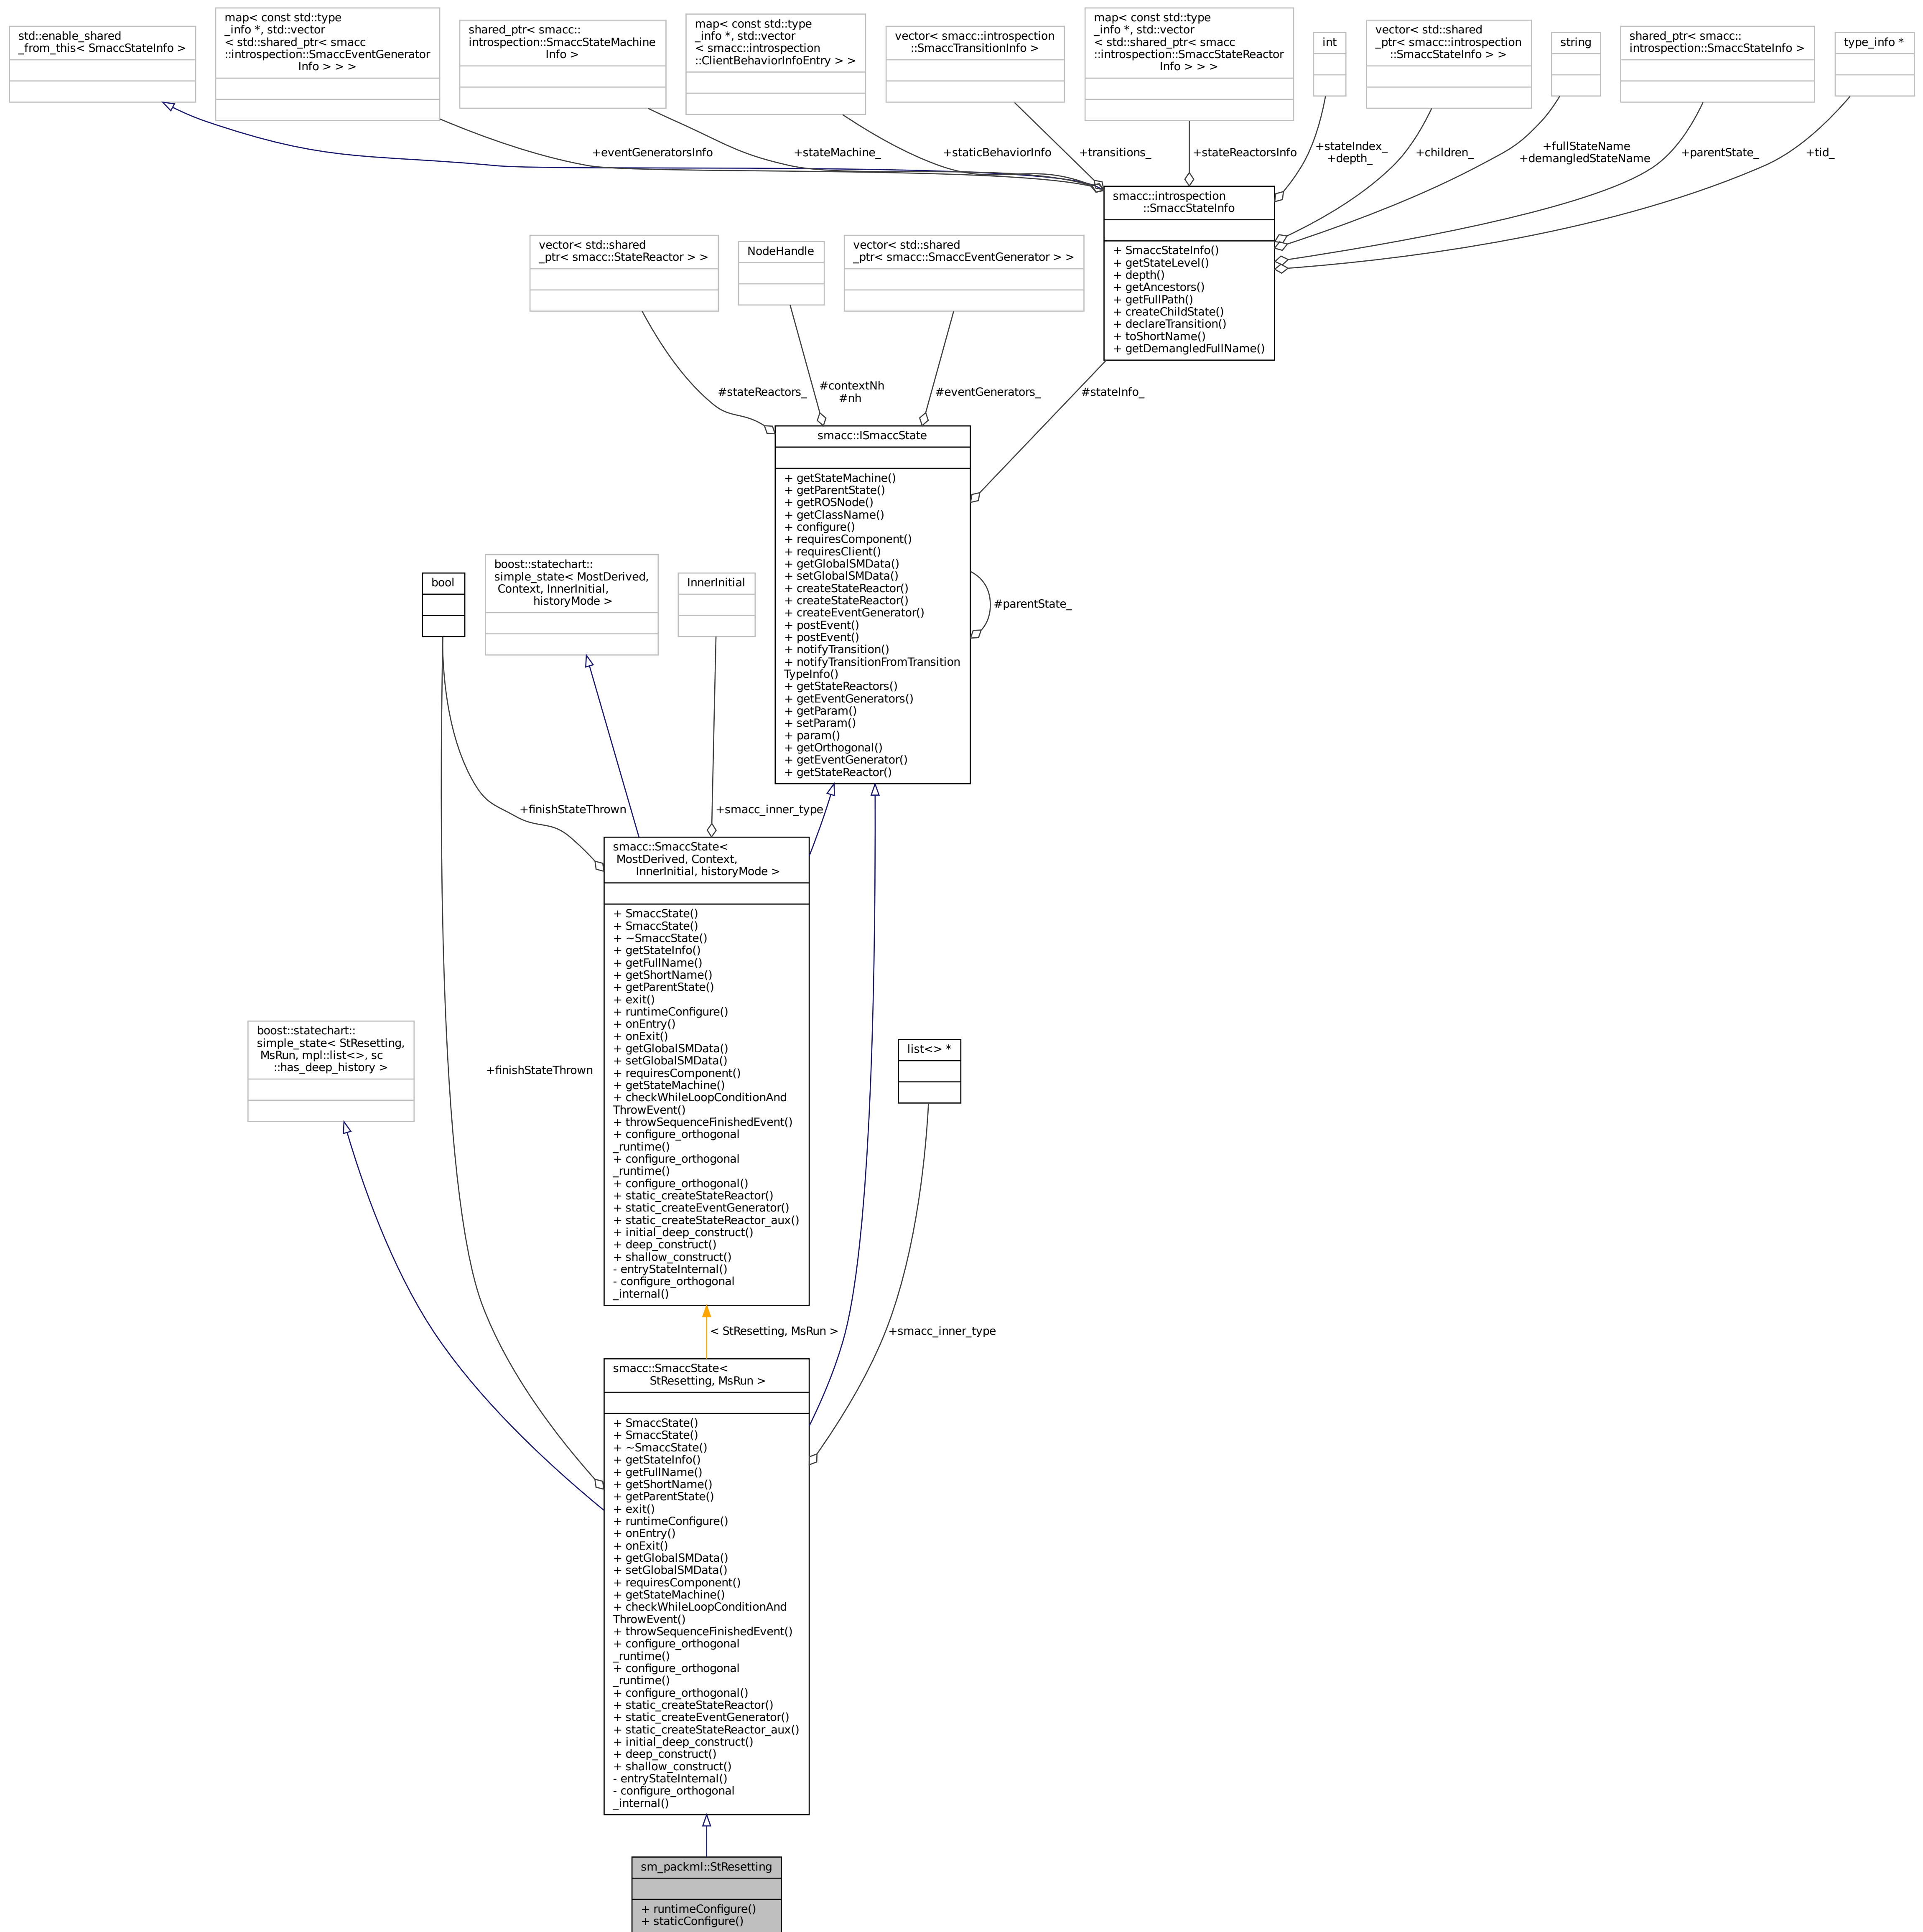 std::enable_shared
_from_this< SmaccStateInfo >
map< const std::type
_info *, std::vector
< std::shared_ptr< smacc
::introspection::SmaccEventGenerator
Info > > >
shared_ptr< smacc::
introspection::SmaccStateMachine
Info >
map< const std::type
_info *, std::vector
< smacc::introspection
::ClientBehaviorInfoEntry > >
vector< smacc::introspection
::SmaccTransitionInfo >
map< const std::type
_info *, std::vector
< std::shared_ptr< smacc
::introspection::SmaccStateReactor
Info > > >
int
vector< std::shared
_ptr< smacc::introspection
::SmaccStateInfo > >
string
shared_ptr< smacc::
introspection::SmaccStateInfo >
type_info *
+eventGeneratorsInfo
+stateMachine_
+staticBehaviorInfo
+transitions_
+stateReactorsInfo
+stateIndex_
+depth_
+children_
+fullStateName
+demangledStateName
+parentState_
+tid_
smacc::introspection
::SmaccStateInfo
+ SmaccStateInfo()
+ getStateLevel()
+ depth()
+ getAncestors()
+ getFullPath()
+ createChildState()
+ declareTransition()
+ toShortName()
+ getDemangledFullName()
vector< std::shared
_ptr< smacc::StateReactor > >
NodeHandle
vector< std::shared
_ptr< smacc::SmaccEventGenerator > >
#stateReactors_
#contextNh
#nh
#eventGenerators_
#stateInfo_
smacc::ISmaccState
+ getStateMachine()
+ getParentState()
+ getROSNode()
+ getClassName()
+ configure()
+ requiresComponent()
+ requiresClient()
+ getGlobalSMData()
+ setGlobalSMData()
+ createStateReactor()
+ createStateReactor()
+ createEventGenerator()
+ postEvent()
+ postEvent()
+ notifyTransition()
+ notifyTransitionFromTransition
TypeInfo()
+ getStateReactors()
+ getEventGenerators()
+ getParam()
+ setParam()
+ param()
+ getOrthogonal()
+ getEventGenerator()
+ getStateReactor()
#parentState_
bool
boost::statechart::
simple_state< MostDerived,
Context, InnerInitial,
historyMode >
InnerInitial
+finishStateThrown
+smacc_inner_type
smacc::SmaccState<
MostDerived, Context,
InnerInitial, historyMode >
+ SmaccState()
+ SmaccState()
+ ~SmaccState()
+ getStateInfo()
+ getFullName()
+ getShortName()
+ getParentState()
+ exit()
+ runtimeConfigure()
+ onEntry()
+ onExit()
+ getGlobalSMData()
+ setGlobalSMData()
+ requiresComponent()
+ getStateMachine()
+ checkWhileLoopConditionAnd
ThrowEvent()
+ throwSequenceFinishedEvent()
+ configure_orthogonal
_runtime()
+ configure_orthogonal
_runtime()
+ configure_orthogonal()
+ static_createStateReactor()
+ static_createEventGenerator()
+ static_createStateReactor_aux()
+ initial_deep_construct()
+ deep_construct()
+ shallow_construct()
- entryStateInternal()
- configure_orthogonal
_internal()
boost::statechart::
simple_state< StResetting,
MsRun, mpl::list<>, sc
::has_deep_history >
+finishStateThrown
list<> *
< StResetting, MsRun >
+smacc_inner_type
smacc::SmaccState<
StResetting, MsRun >
+ SmaccState()
+ SmaccState()
+ ~SmaccState()
+ getStateInfo()
+ getFullName()
+ getShortName()
+ getParentState()
+ exit()
+ runtimeConfigure()
+ onEntry()
+ onExit()
+ getGlobalSMData()
+ setGlobalSMData()
+ requiresComponent()
+ getStateMachine()
+ checkWhileLoopConditionAnd
ThrowEvent()
+ throwSequenceFinishedEvent()
+ configure_orthogonal
_runtime()
+ configure_orthogonal
_runtime()
+ configure_orthogonal()
+ static_createStateReactor()
+ static_createEventGenerator()
+ static_createStateReactor_aux()
+ initial_deep_construct()
+ deep_construct()
+ shallow_construct()
- entryStateInternal()
- configure_orthogonal
_internal()
sm_packml::StResetting
+ runtimeConfigure()
+ staticConfigure()